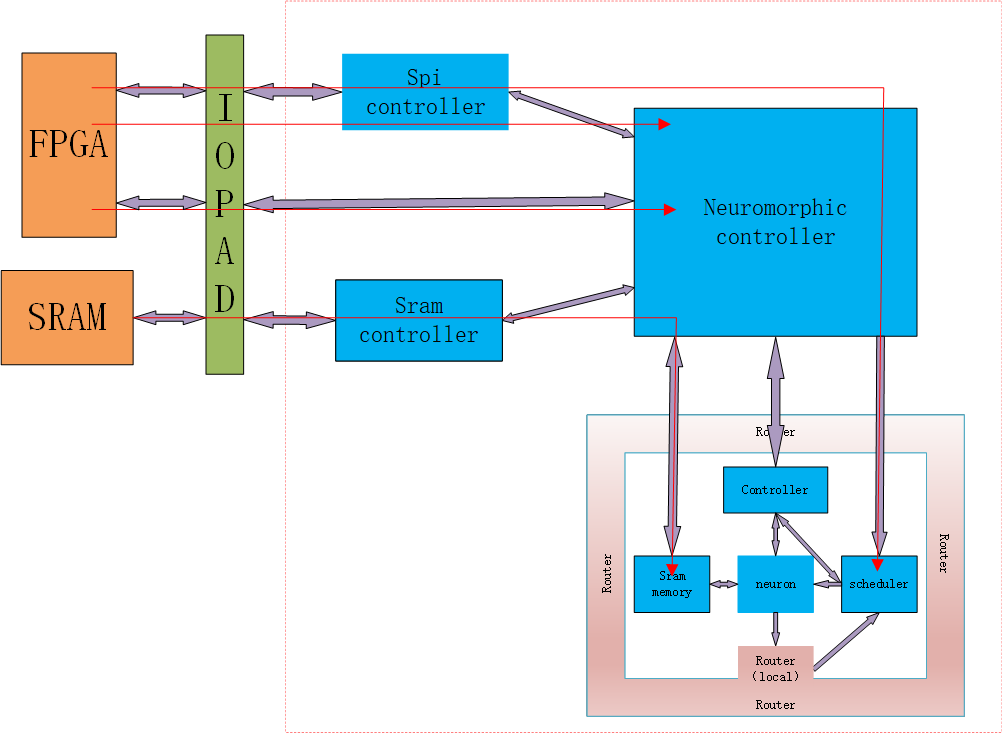 FPGA
SRAM
I
O
P
A
D
Spi
controller
Sram
controller
Neuromorphic
controller
Router
Controller
Router
Sram
memory
neuron
scheduler
Router
Router
(local)
Router